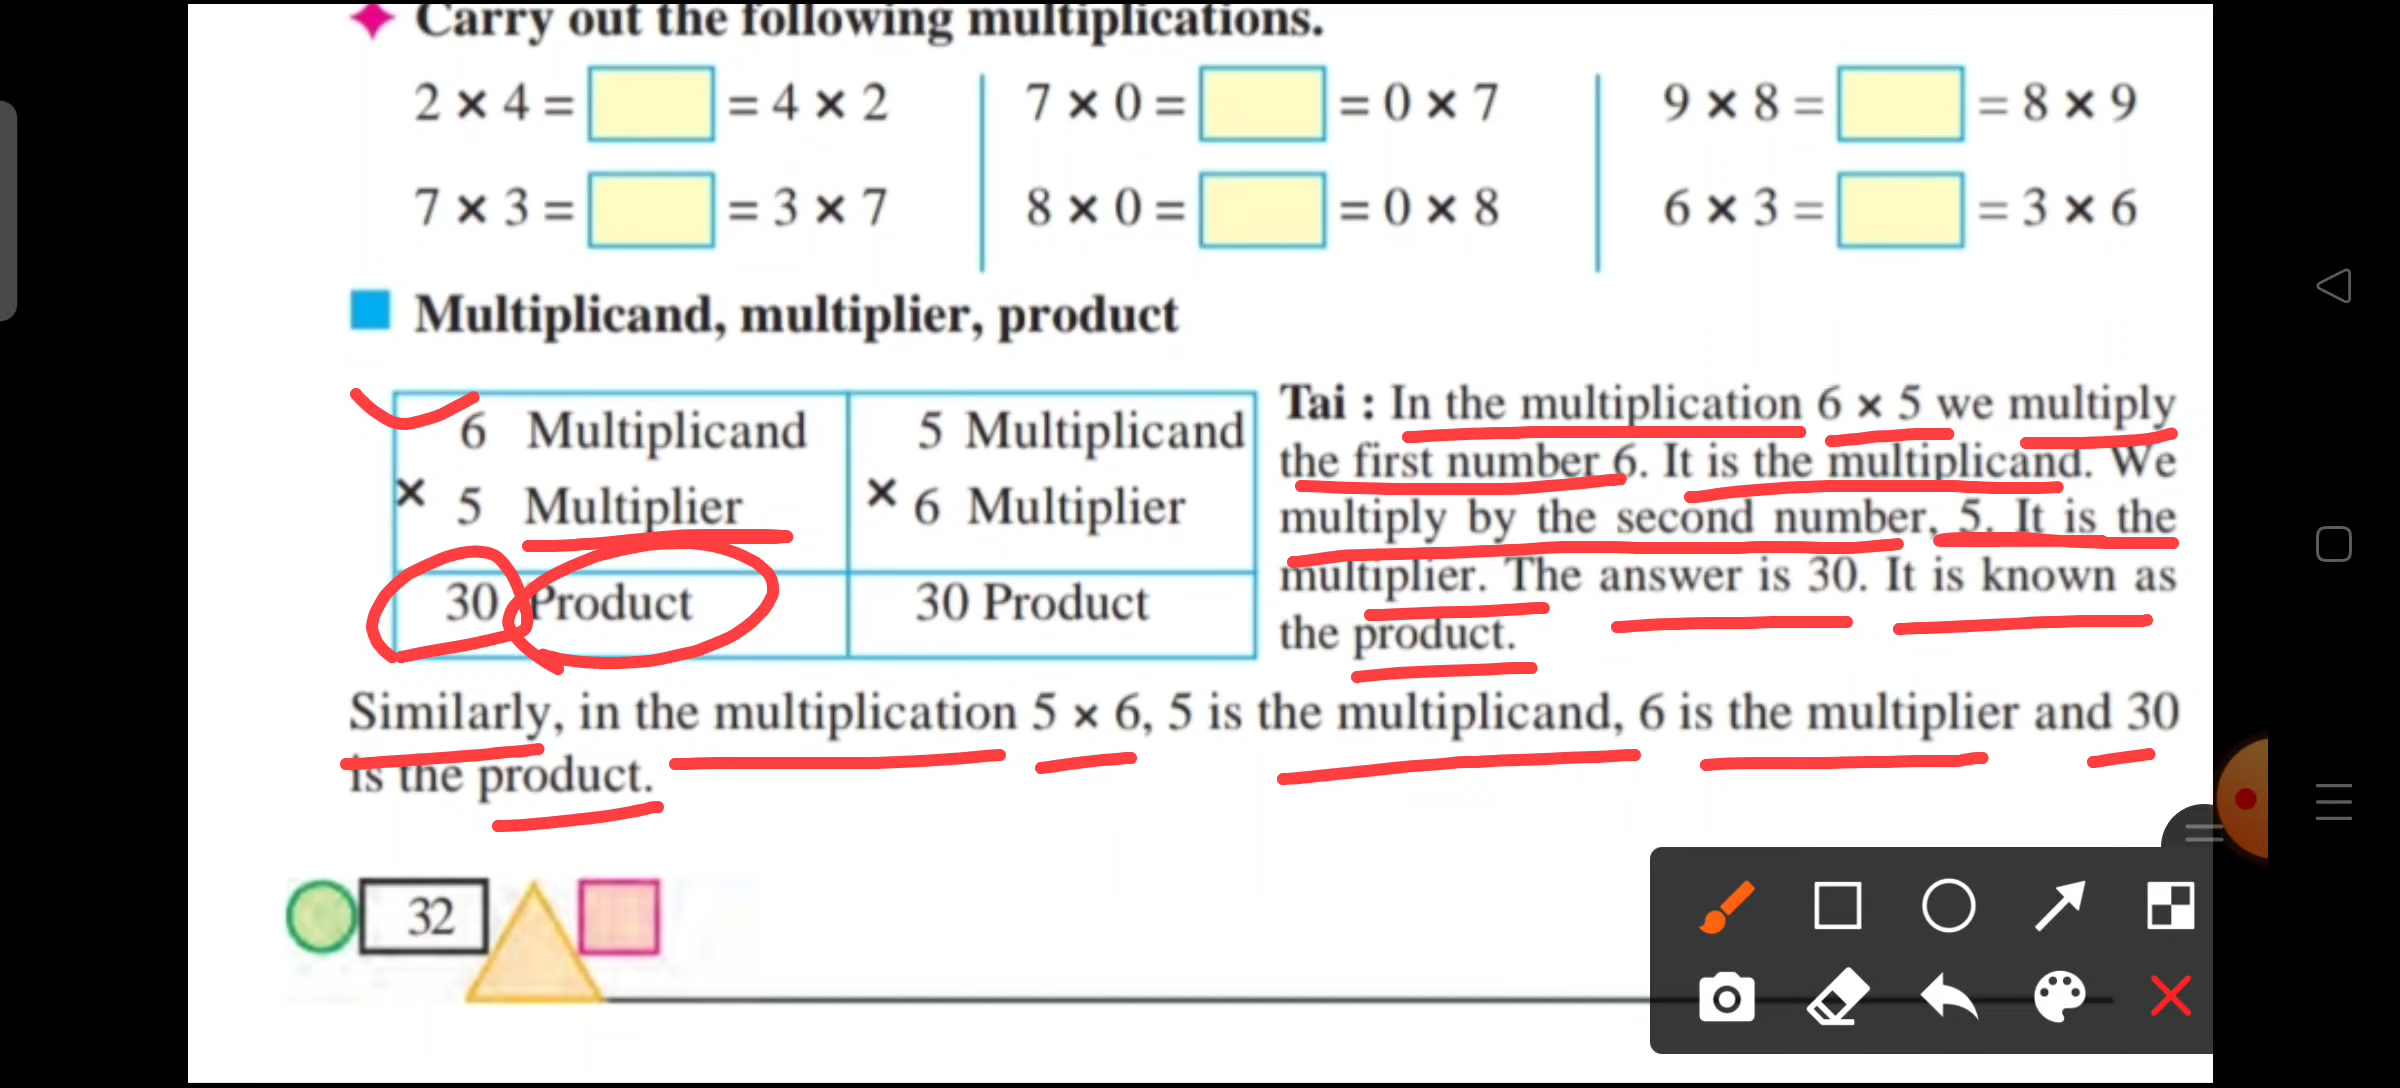 Carry out the following multiplications.
2 × 4 = = 4 × 2 7 × 0 = = 0 × 7 9 × 8 = = 8 × 9
7 × 3 = = 3 × 7 8 × 0 = = 0 × 8 6 × 3 = = 3 × 6
Multiplicand, multiplier, product
6 Multiplicand
× 5 Multiplier
30 Product
5 Multiplicand
× 6 Multiplier
30 Product
Tai : In the multiplication 6 × 5 we multiply
the first number 6. It is the multiplicand. We
multiply by the second number, 5. It is the
multiplier. The answer is 30. It is known as
the product.
Similarly, in the multiplication 5 × 6, 5 is the multiplicand, 6 is the multiplier and 30
is the product.
32